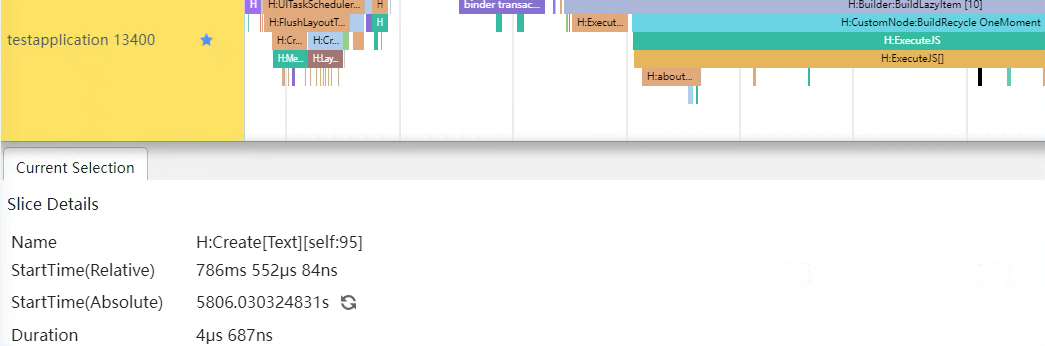 H H:UITaskScheduler... H binder transac... H:Builder:BuildLazyItem [10]
H:FlushLayoutT... H H:Execut... H:CustomNode:BuildRecycle OneMoment
testapplication 13400 H:Cr... H:Cr... H:ExecuteJS
H:Me... H:Lay... H:ExecuteJS[]
H:about...
Current Selection
Slice Details
Name H:Create[Text][self:95]
StartTime(Relative) 786ms 552μs 84ns
StartTime(Absolute) 5806.030324831s
Duration 4μs 687ns